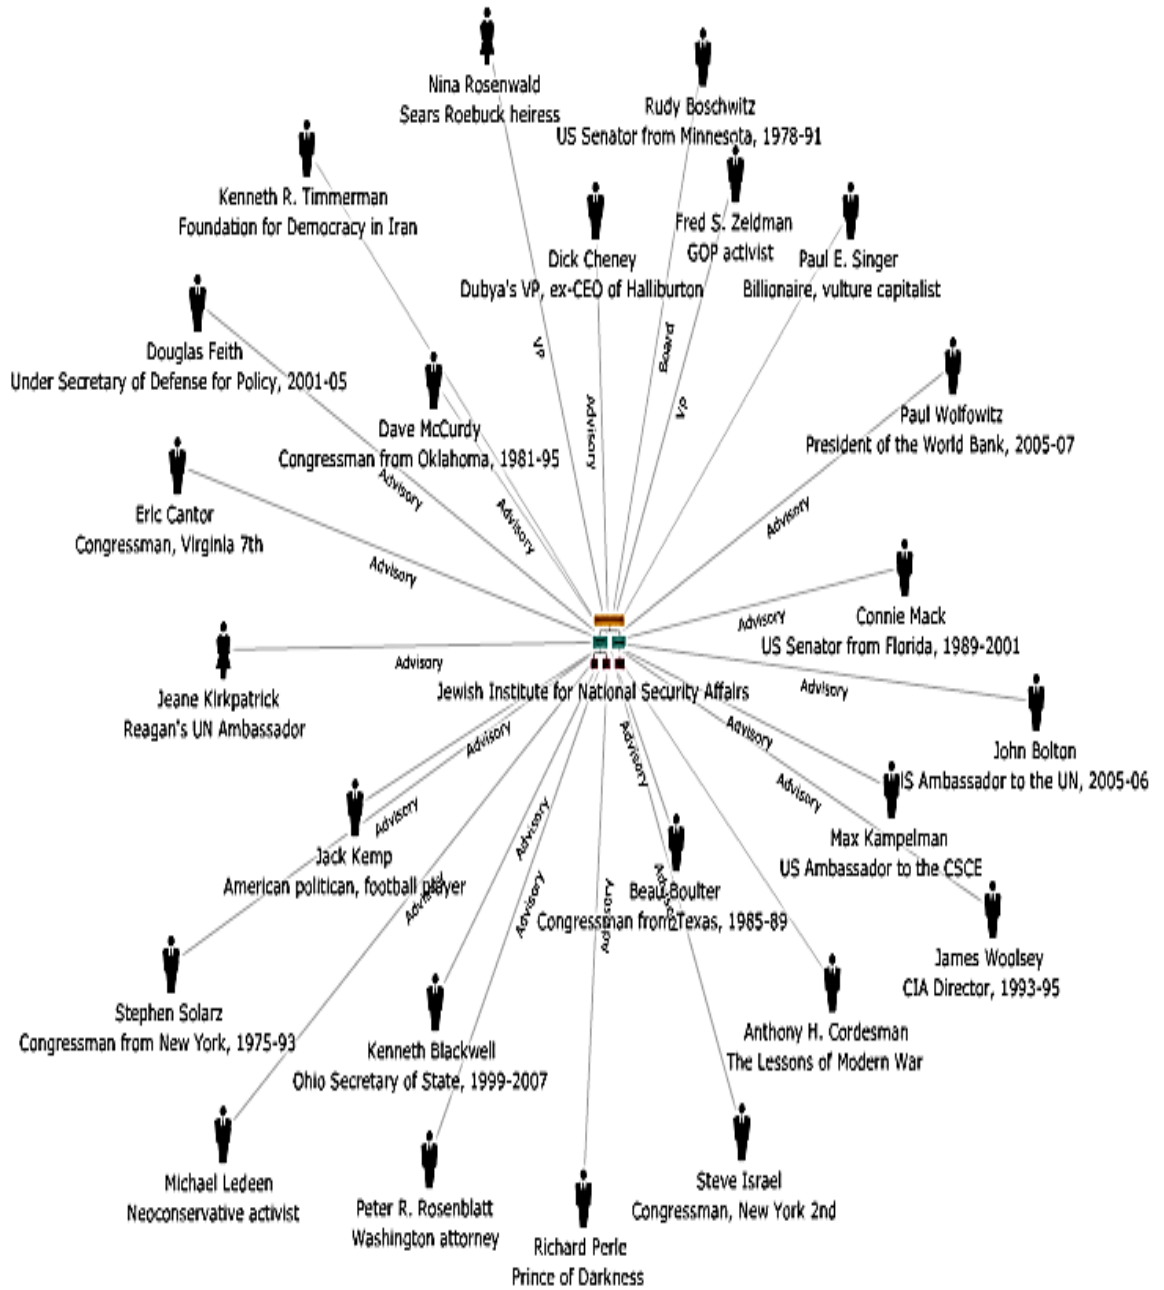 Nina Rosenwald
Sears Roebuck heiress
Rudy Boschwitz
US Senator from Minnesota, 1978-91
Kenneth R. Timmerman
Foundation for Democracy in Iran
Fred S. Zeidman
GOP activist
Dick Cheney
Dubya's VP, ex-CEO of Halliburton
Paul E. Singer
Billionaire, vulture capitalist
VP
Board
Douglas Feith
Under Secretary of Defense for Policy, 2001-05
Advisory
VP
Paul Wolfowitz
President of the World Bank, 2005-07
Dave McCurdy
Congressman from Oklahoma, 1981-95
Advisory
Advisory
Advisory
Eric Cantor
Congressman, Virginia 7th
Advisory
Advisory
Connie Mack
US Senator from Florida, 1989-2001
Advisory
Advisory
Jewish Institute for National Security Affairs
Advisory
Jeane Kirkpatrick
Reagan's UN Ambassador
Advisory
Advisory
Advisory
John Bolton
US Ambassador to the UN, 2005-06
Advisory
Advisory
Advisory
Max Kampelman
US Ambassador to the CSCE
Jack Kemp
American politican, football player
Advisory
Advisory
Advisory
Advisory
Beau Boulter
Congressman from Texas, 1985-89
James Woolsey
CIA Director, 1993-95
Stephen Solarz
Congressman from New York, 1975-93
Anthony H. Cordesman
The Lessons of Modern War
Kenneth Blackwell
Ohio Secretary of State, 1999-2007
Michael Ledeen
Neoconservative activist
Peter R. Rosenblatt
Washington attorney
Steve Israel
Congressman, New York 2nd
Richard Perle
Prince of Darkness